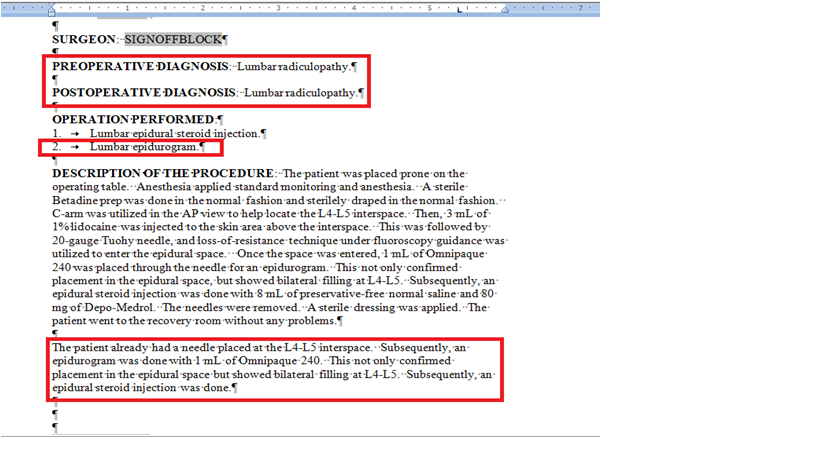 1 2 3 4 5 7
¶
SURGEON: SIGNOFFBLOCK¶
¶
PREOPERATIVE DIAGNOSIS: Lumbar radiculopathy.¶
¶
POSTOPERATIVE DIAGNOSIS: Lumbar radiculopathy.¶
¶
OPERATION PERFORMED:¶
1. → Lumbar epidural steroid injection.¶
2. → Lumbar epidurogram.¶
¶
DESCRIPTION OF THE PROCEDURE: The patient was placed prone on the
operating table. Anesthesia applied standard monitoring and anesthesia. A sterile
Betadine prep was done in the normal fashion and sterilely draped in the normal fashion.
C-arm was utilized in the AP view to help locate the L4-L5 interspace. Then, 3 mL of
1% lidocaine was injected to the skin area above the interspace. This was followed by
20-gauge Tuohy needle, and loss-of-resistance technique under fluoroscopy guidance was
utilized to enter the epidural space. Once the space was entered, 1 mL of Omnipaque
240 was placed through the needle for an epidurogram. This not only confirmed
placement in the epidural space, but showed bilateral filling at L4-L5. Subsequently, an
epidural steroid injection was done with 8 mL of preservative-free normal saline and 80
mg of Depo-Medrol. The needles were removed. A sterile dressing was applied. The
patient went to the recovery room without any problems.¶
¶
The patient already had a needle placed at the L4-L5 interspace. Subsequently, an
epidurogram was done with 1 mL of Omnipaque 240. This not only confirmed
placement in the epidural space but showed bilateral filling at L4-L5. Subsequently, an
epidural steroid injection was done.¶
¶
¶
¶